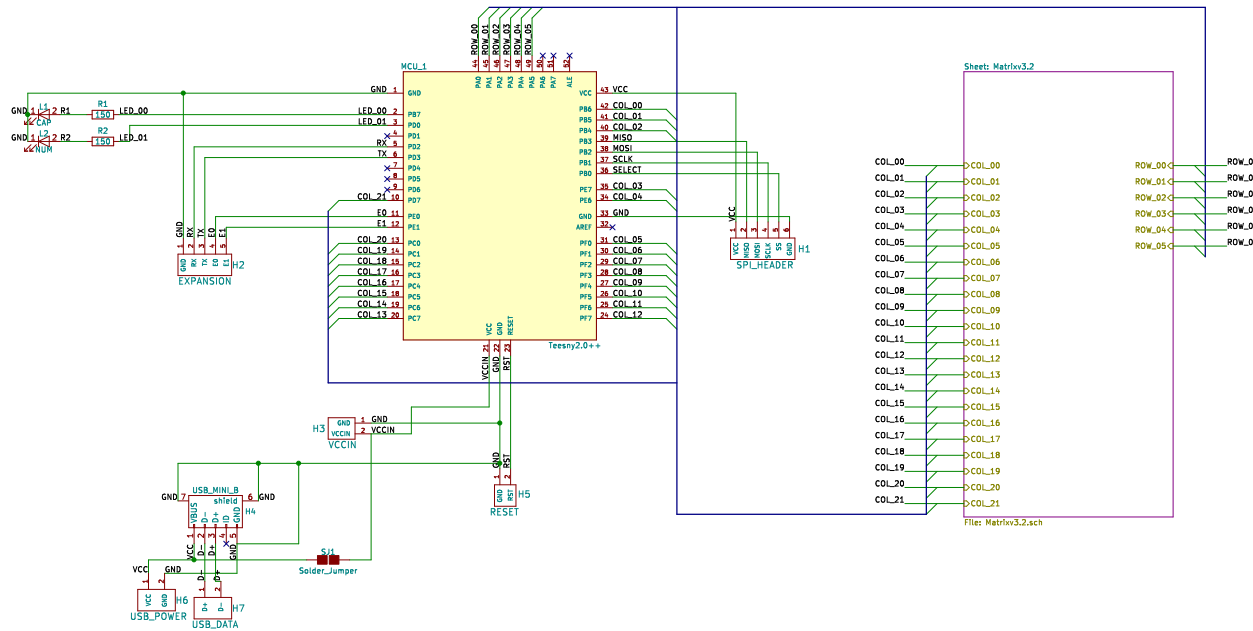 Sheet: Matrixv3.2
MCU_1
ROW_00
ROW_01
ROW_02
ROW_03
ROW_04
ROW_05
44
45
46
47
48
49
50
51
52
PA0
PA1
PA2
PA3
PA4
PA5
PA6
PA7
ALE
GND 1 GND
LED_00 2 PB7
LED_01 3 PD0
4 PD1
RX 5 PD2
TX 6 PD3
7 PD4
8 PD5
9 PD6
COL_21 10 PD7
E0 11 PE0
E1 12 PE1
COL_20 13 PC0
COL_19 14 PC1
COL_18 15 PC2
COL_17 16 PC3
COL_16 17 PC4
COL_15 18 PC5
COL_14 19 PC6
COL_13 20 PC7
VCC 43 VCC
PB6 42 COL_00
PB5 41 COL_01
PB4 40 COL_02
PB3 39 MISO
PB2 38 MOSI
PB1 37 SCLK
PB0 36 SELECT
PE7 35 COL_03
PE6 34 COL_04
GND 33 GND
AREF 32
PF0 31 COL_05
PF1 30 COL_06
PF2 29 COL_07
PF3 28 COL_08
PF4 27 COL_09
PF5 26 COL_10
PF6 25 COL_11
PF7 24 COL_12
VCC
GND
RESET
21
22
23
VCCIN
GND
RST
Teesny2.0++
GND 1 L1 2 R1
CAP
R1
150
LED_00
GND 1 L2 2 R2
NUM
R2
150
LED_01
GND
RX
TX
E0
E1
1 2 3 4 5
GND
RX
TX
E0
E1
H2
EXPANSION
VCC
1 2 3 4 5 6
VCC
MISO
MOSI
SCLK
SS
GND
H1
SPI_HEADER
H3
GND 1 GND
VCCIN 2 VCCIN
VCCIN
GND
RST
1 2
GND
RST
H5
RESET
USB_MINI_B
GND 7
shield 6 GND
H4
VBUS
D-
D+
ID
GND
1 2 3 4 5
VCC
D-
D+
GND
SJ1
Solder_Jumper
VCC
GND
1 2
VCC
GND
H6
USB_POWER
D-
D+
1 2
D+
D-
H7
USB_DATA
COL_00 COL_00
COL_01 COL_01
COL_02 COL_02
COL_03 COL_03
COL_04 COL_04
COL_05 COL_05
COL_06 COL_06
COL_07 COL_07
COL_08 COL_08
COL_09 COL_09
COL_10 COL_10
COL_11 COL_11
COL_12 COL_12
COL_13 COL_13
COL_14 COL_14
COL_15 COL_15
COL_16 COL_16
COL_17 COL_17
COL_18 COL_18
COL_19 COL_19
COL_20 COL_20
COL_21 COL_21
ROW_00 ROW_0
ROW_01 ROW_0
ROW_02 ROW_0
ROW_03 ROW_0
ROW_04 ROW_0
ROW_05 ROW_0
File: Matrixv3.2.sch